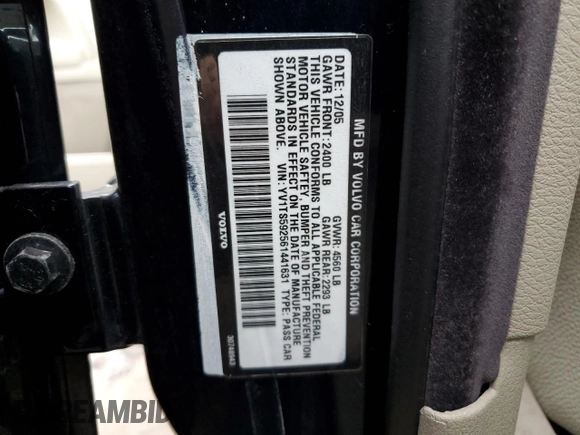 MFD BY VOLVO CAR CORPORATION
DATE: 12/05 GVWR: 4560 LB
GAWR FRONT: 2400 LB GAWR REAR: 2293 LB
THIS VEHICLE CONFORMS TO ALL APPLICABLE FEDERAL
MOTOR VEHICLE SAFTEY, BUMPER AND THEFT PREVENTION
STANDARDS IN EFFECT ON THE DATE OF MANUFACTURE
SHOWN ABOVE. VIN: YV1TS592561441631 TYPE: PASS CAR
VOLVO
30748943